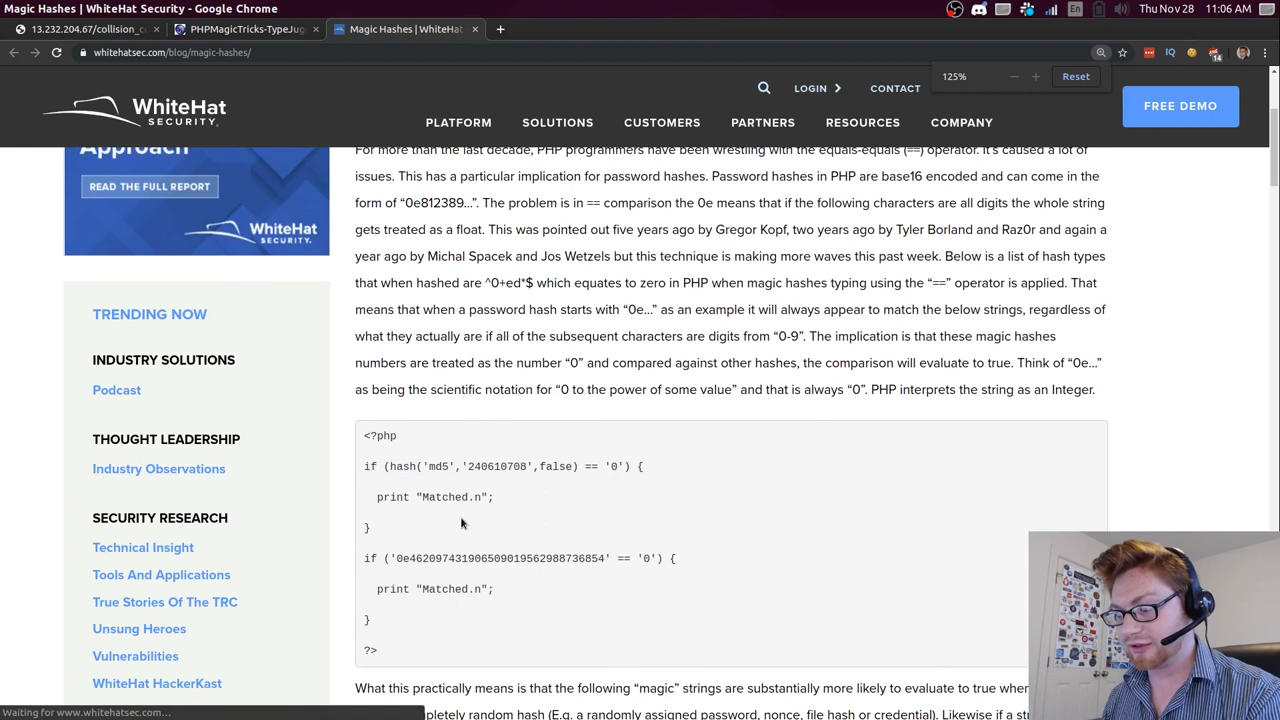 Magic Hashes | WhiteHat Security - Google Chrome
En
Thu Nov 28
11:06 AM
13.232.204.67/collision_c
PHPMagicTricks-TypeJug
Magic Hashes | WhiteHat
whitehatsec.com/blog/magic-hashes/
IQ
14
125%
Reset
WhiteHat
SECURITY
LOGIN
CONTACT
FREE DEMO
PLATFORM
SOLUTIONS
CUSTOMERS
PARTNERS
RESOURCES
COMPANY
Approach
READ THE FULL REPORT
WhiteHat
SECURITY
TRENDING NOW
INDUSTRY SOLUTIONS
Podcast
THOUGHT LEADERSHIP
Industry Observations
SECURITY RESEARCH
Technical Insight
Tools And Applications
True Stories Of The TRC
Unsung Heroes
Vulnerabilities
WhiteHat HackerKast
For more than the last decade, PHP programmers have been wrestling with the equals-equals (==) operator. It's caused a lot of
issues. This has a particular implication for password hashes. Password hashes in PHP are base16 encoded and can come in the
form of “0e812389…”. The problem is in == comparison the 0e means that if the following characters are all digits the whole string
gets treated as a float. This was pointed out five years ago by Gregor Kopf, two years ago by Tyler Borland and Raz0r and again a
year ago by Michal Spacek and Jos Wetzels but this technique is making more waves this past week. Below is a list of hash types
that when hashed are ^0+ed*$ which equates to zero in PHP when magic hashes typing using the “==” operator is applied. That
means that when a password hash starts with “0e…” as an example it will always appear to match the below strings, regardless of
what they actually are if all of the subsequent characters are digits from “0-9”. The implication is that these magic hashes
numbers are treated as the number “0” and compared against other hashes, the comparison will evaluate to true. Think of “0e…”
as being the scientific notation for “0 to the power of some value” and that is always “0”. PHP interprets the string as an Integer.
<?php
if (hash('md5','240610708',false) == '0') {
print "Matched.n";
}
if ('0e462097431906509019562988736854' == '0') {
print "Matched.n";
}
?>
What this practically means is that the following “magic” strings are substantially more likely to evaluate to true when
completely random hash (E.g. a randomly assigned password, nonce, file hash or credential). Likewise if a str
Waiting for www.whitehatsec.com...